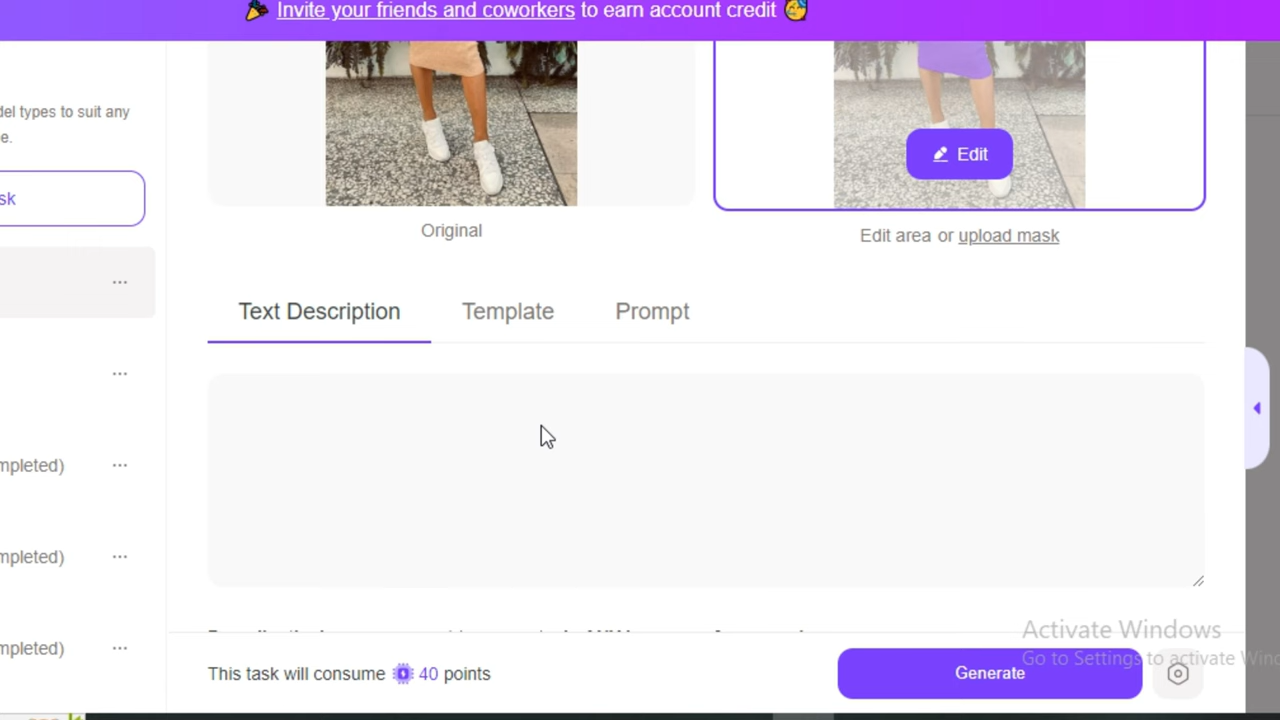 Invite your friends and coworkers to earn account credit
del types to suit any
e.
sk
Edit
Original
Edit area or upload mask
Text Description
Template
Prompt
mpleted)
mpleted)
mpleted)
This task will consume 40 points
Generate
Activate Windows
Go to Settings to activate Wind